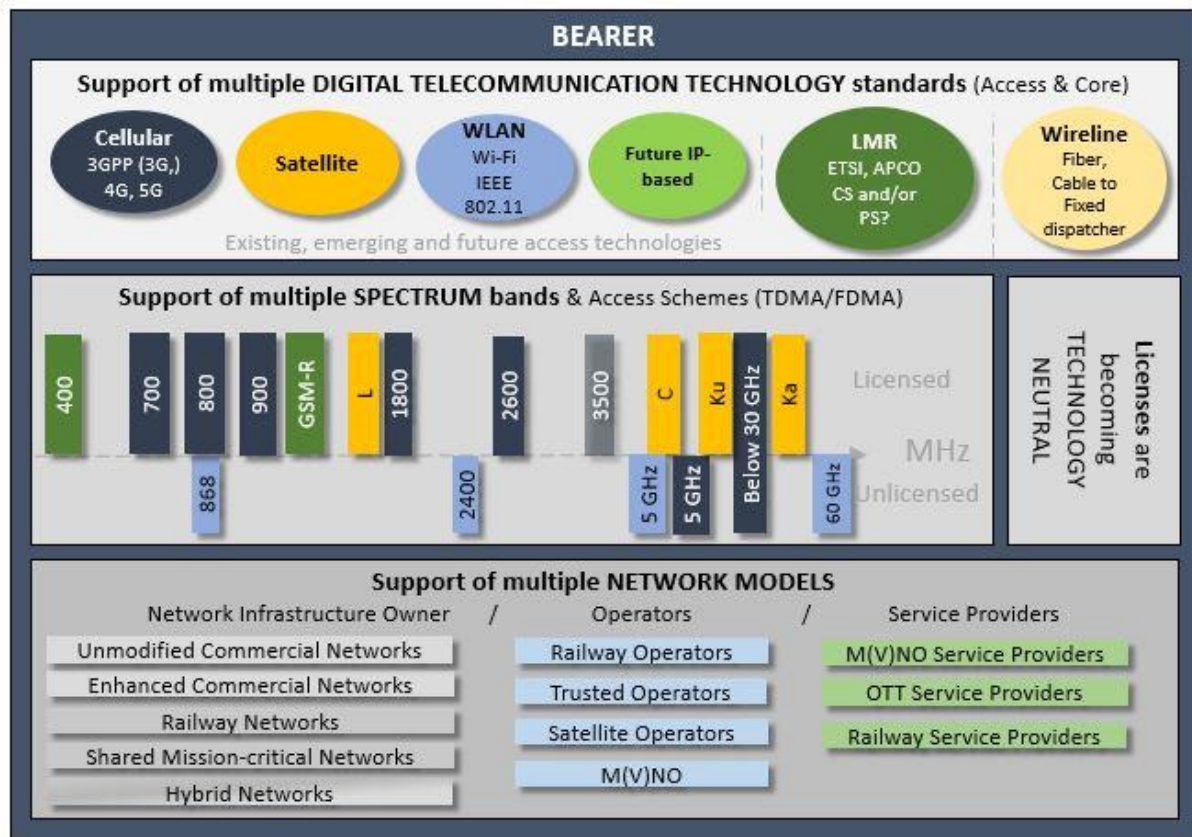 BEARER
Support of multiple DIGITAL TELECOMMUNICATION TECHNOLOGY standards (Access & Core)
Cellular
3GPP (3G,)
4G, 5G
Satellite
WLAN
Wi-Fi
IEEE
802.11
Future IP-
based
LMR
ETSI, APCO
CS and/or
PS?
Wireline
Fiber,
Cable to
Fixed
dispatcher
Existing, emerging and future access technologies
Support of multiple SPECTRUM bands & Access Schemes (TDMA/FDMA)
400
700
800
900
GSM-R
L
1800
2600
3500
C
Ku
Below 30 GHz
Ka
Licensed
MHz
Unlicensed
868
2400
5 GHz
5 GHz
60 GHz
Licenses are
becoming
TECHNOLOGY
NEUTRAL
Support of multiple NETWORK MODELS
Network Infrastructure Owner / Operators / Service Providers
Unmodified Commercial Networks
Enhanced Commercial Networks
Railway Networks
Shared Mission-critical Networks
Hybrid Networks
Railway Operators
Trusted Operators
Satellite Operators
M(V)NO
M(V)NO Service Providers
OTT Service Providers
Railway Service Providers